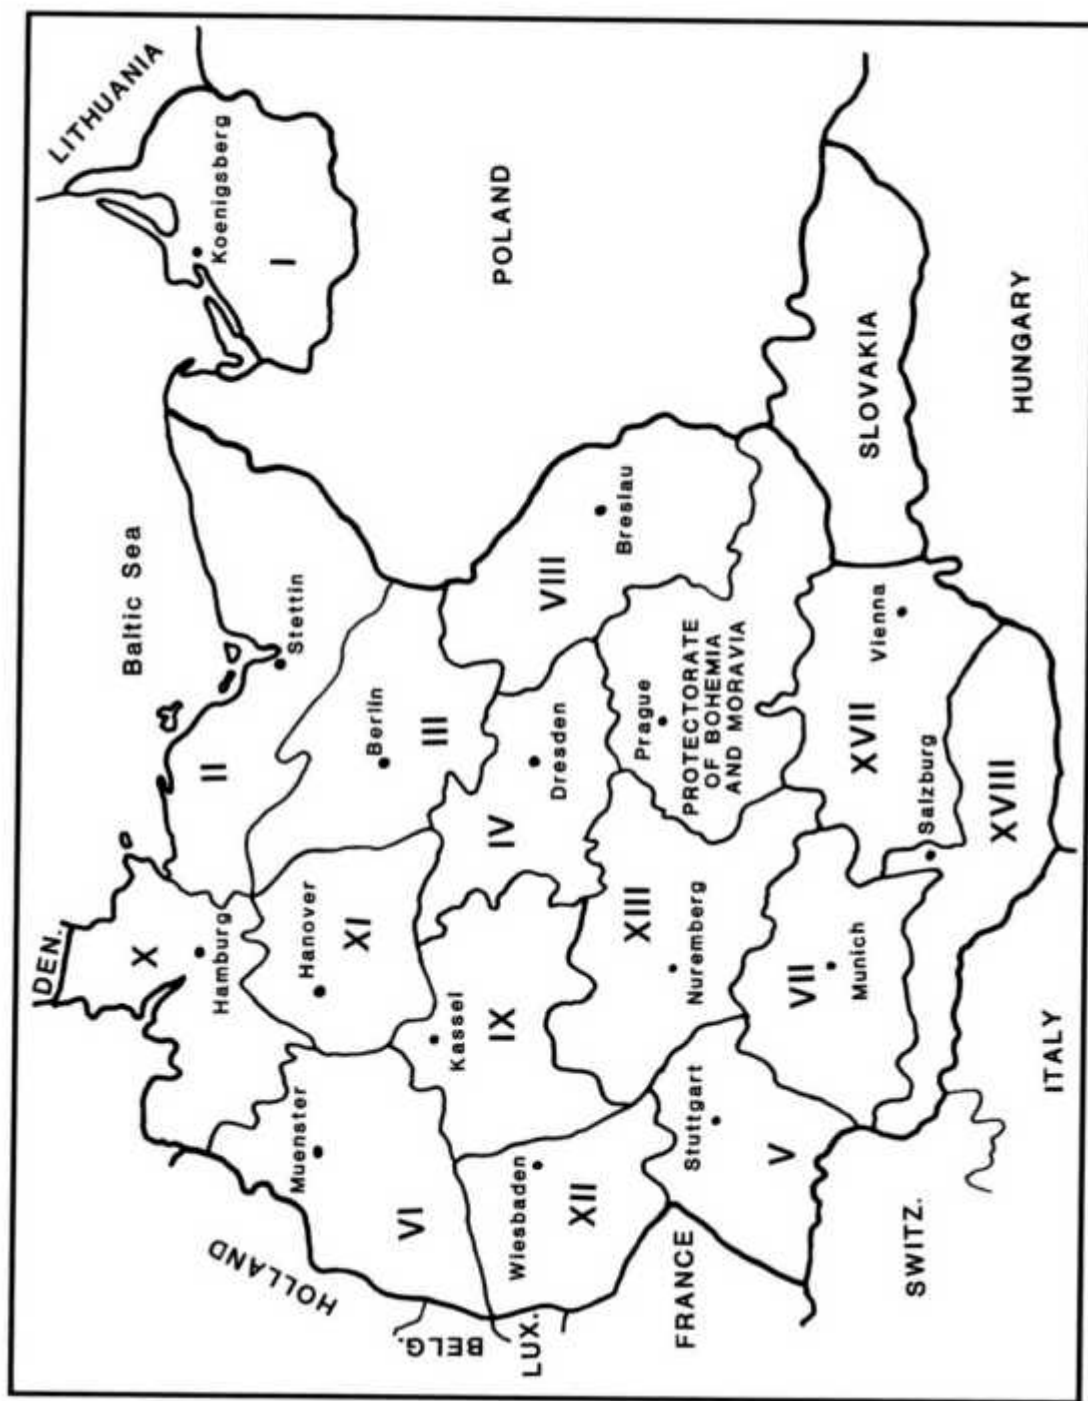 LITHUANIA
Koenigsberg
I
POLAND
Baltic Sea
DEN.
X
Hamburg
II
Stettin
HOLLAND
Muenster
VI
Hanover
XI
Berlin
III
BELG.
LUX.
Wiesbaden
XII
Kassel
IX
IV
Dresden
VIII
Breslau
FRANCE
Stuttgart
V
XIII
Nuremberg
Prague
PROTECTORATE
OF BOHEMIA
AND MORAVIA
SLOVAKIA
SWITZ.
VII
Munich
XVII
Vienna
Salzburg
XVIII
ITALY
HUNGARY